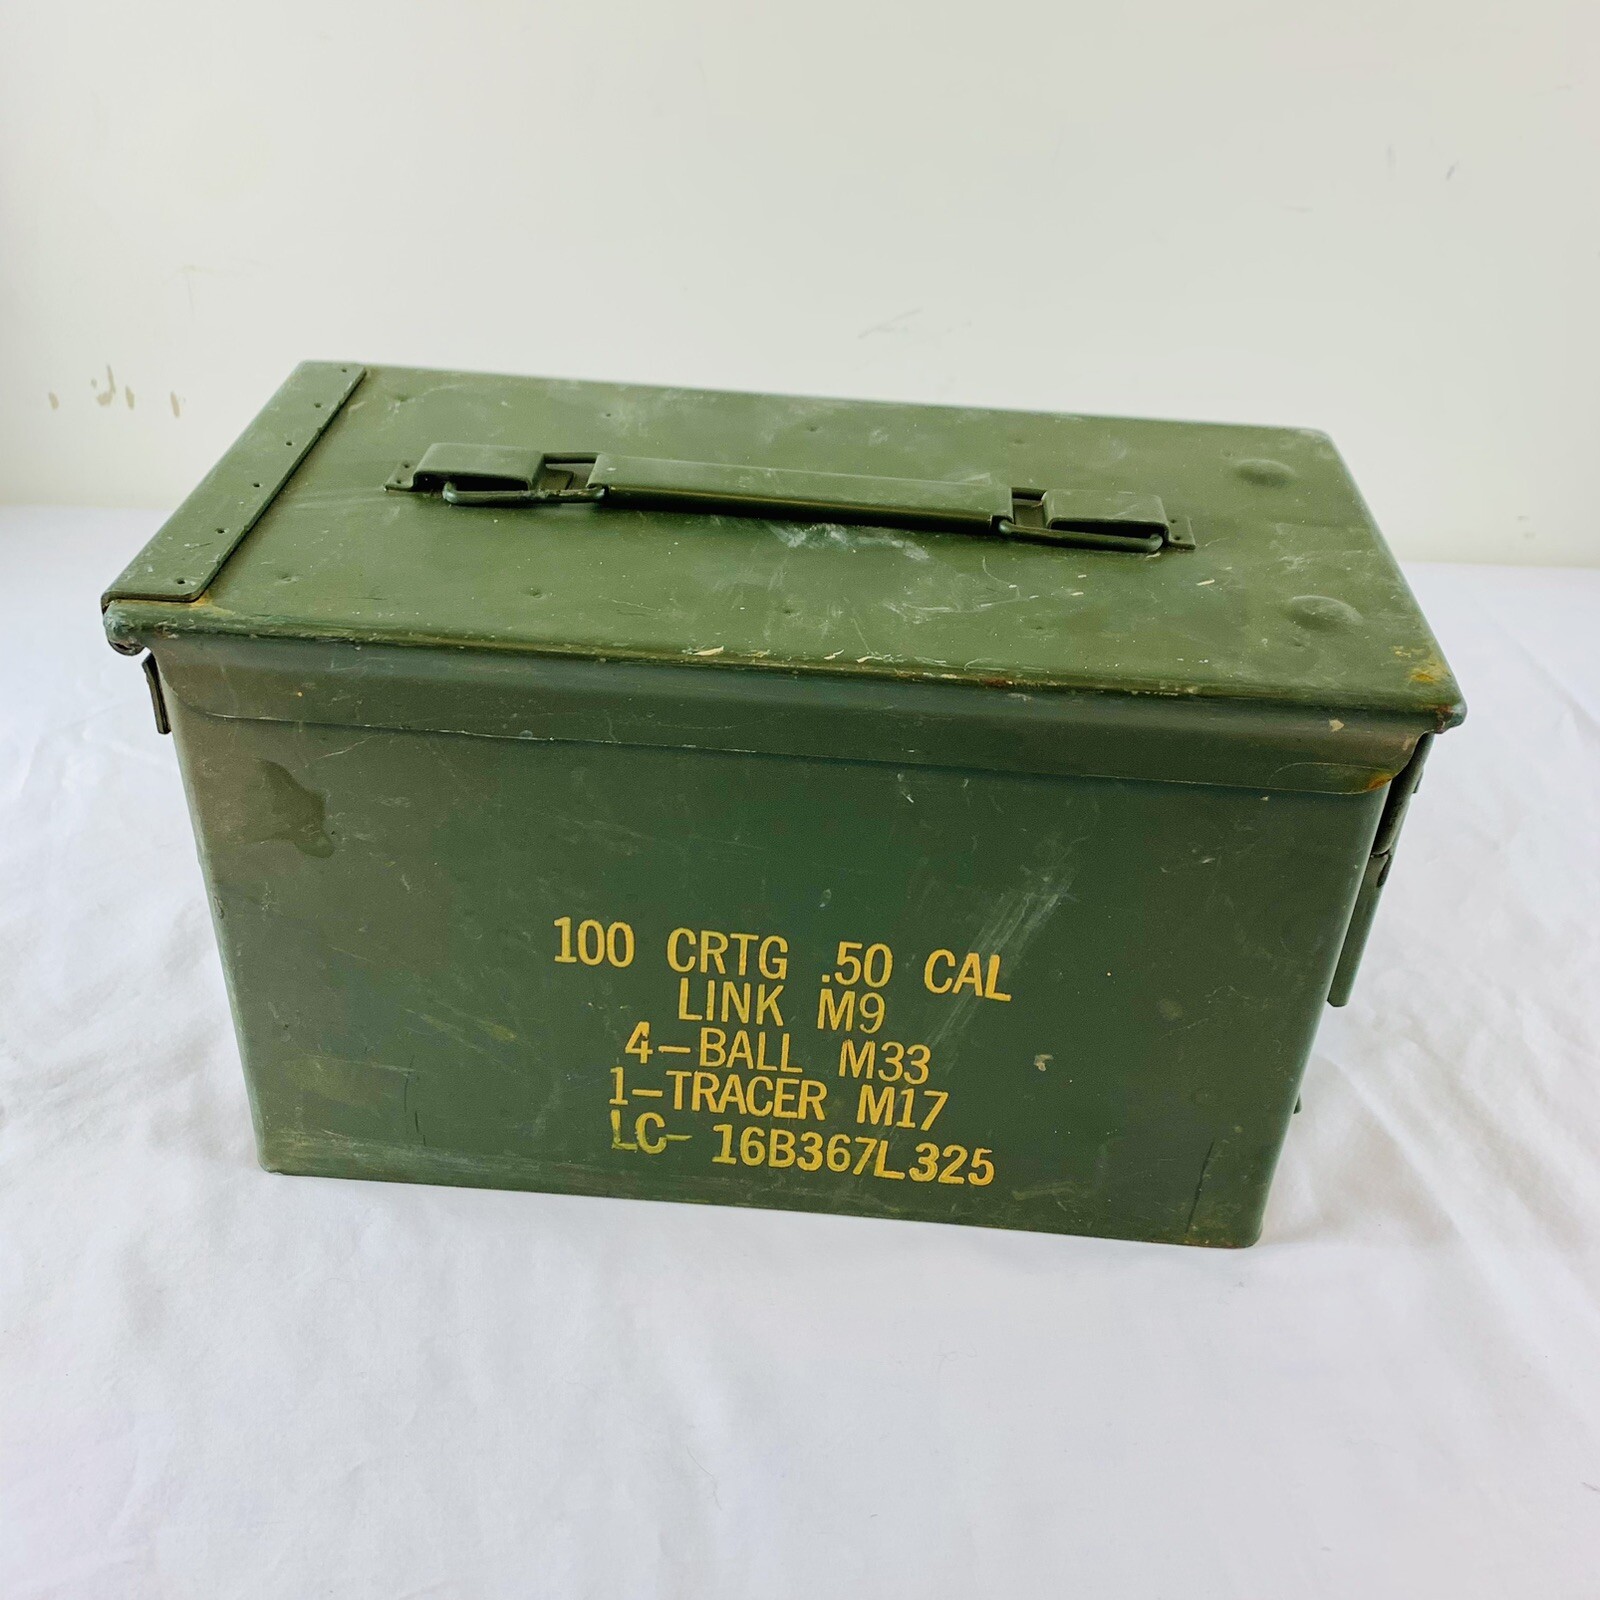 100 CRTG .50 CAL
LINK M9
4-BALL M33
1-TRACER M17
LC- 16B367L325